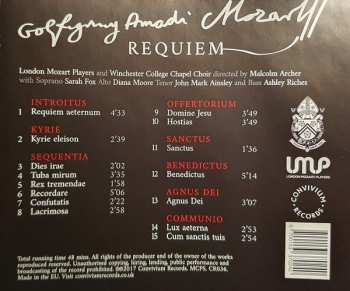 Wolfgang Amadè Mozart
REQUIEM
London Mozart Players and Winchester College Chapel Choir directed by Malcolm Archer
with Soprano Sarah Fox Alto Diana Moore Tenor John Mark Ainsley and Bass Ashley Riches
INTROITUS
1 Requiem aeternum 4'33
KYRIE
2 Kyrie eleison 2'39
SEQUENTIA
3 Dies irae 2'02
4 Tuba mirum 3'35
5 Rex tremendae 1'58
6 Recordare 5'06
7 Confutatis 2'22
8 Lacrimosa 2'58
OFFERTORIUM
9 Domine Jesu 3'49
10 Hostias 3'49
SANCTUS
11 Sanctus 1'36
BENEDICTUS
12 Benedictus 5'14
AGNUS DEI
13 Agnus Dei 3'07
COMMUNIO
14 Lux aeterna 2'53
15 Cum sanctis tuis 2'54
LMP
LONDON MOZART PLAYERS
CONVIVIUM
RECORDS
Total running time 48 mins. All rights of the producer and of the owner of the works
reproduced reserved. Unauthorised copying, hiring, lending, public performance and
broadcasting of the record prohibited. ℗©2017 Convivium Records. MCPS. CR036.
Made in the EU. Visit conviviumrecords.co.uk